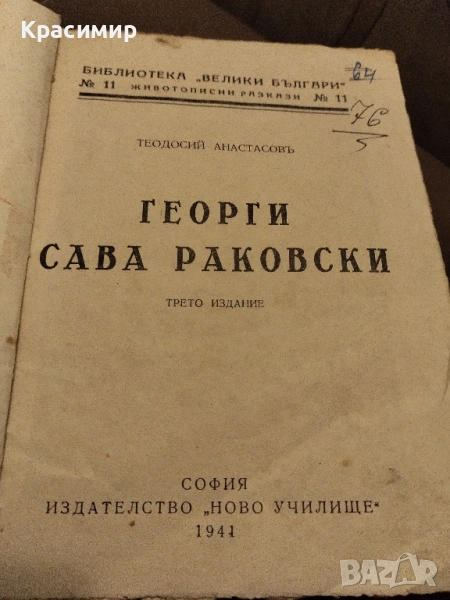 Красимир
БИБЛИОТЕКА „ВЕЛИКИ БЪЛГАРИ"
№ 11 ЖИВОТОПИСНИ РАЗКАЗИ № 11
76
5
ТЕОДОСИЙ АНАСТАСОВЪ
ГЕОРГИ
САВА РАКОВСКИ
ТРЕТО ИЗДАНИЕ
СОФИЯ
ИЗДАТЕЛСТВО „НОВО УЧИЛИЩЕ"
1941
BAZAR